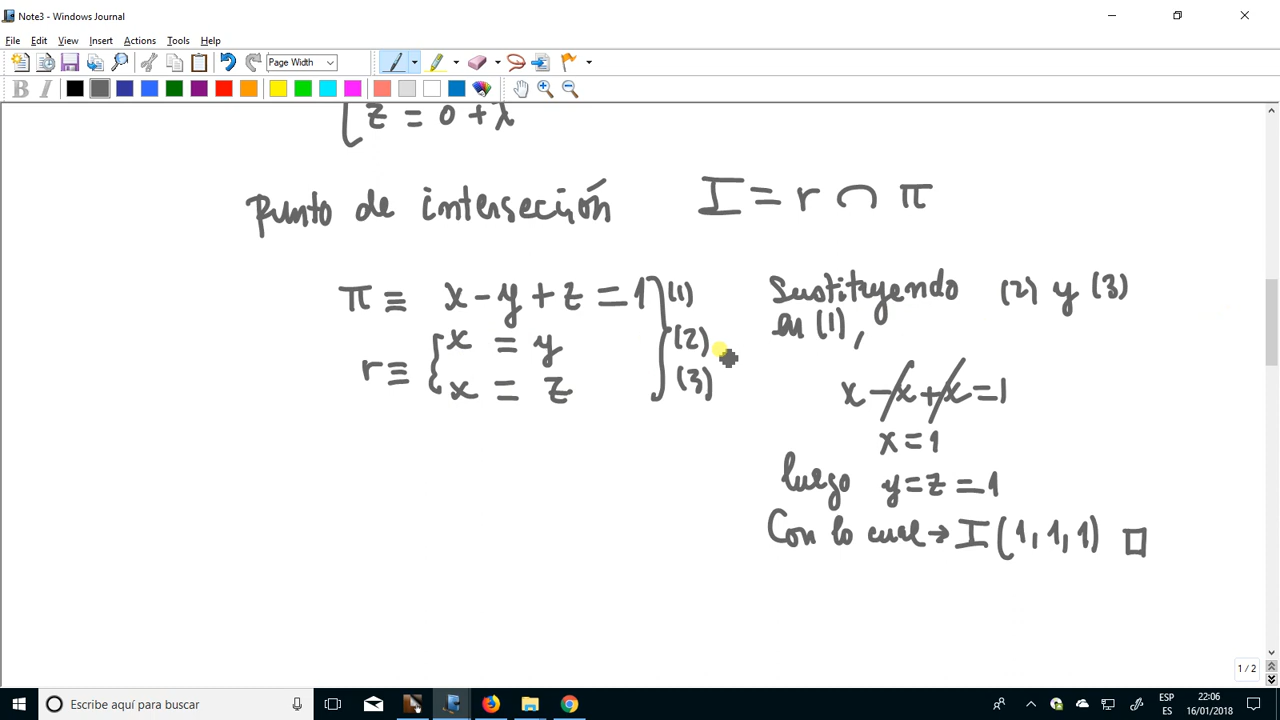 Note3 - Windows Journal
File Edit View Insert Actions Tools Help
Page Width
B I
z = 0 + λ
Punto de interseción I = r ∩ π
π ≡ x - y + z = 1 (1)
r ≡ { x = y (2)
x = z (3)
Sustituyendo (2) y (3)
en (1),
x - x + x = 1
x = 1
luego y = z = 1
Con lo cual → I (1, 1, 1) □
1 / 2
Escribe aquí para buscar
ESP
ES
22:06
16/01/2018